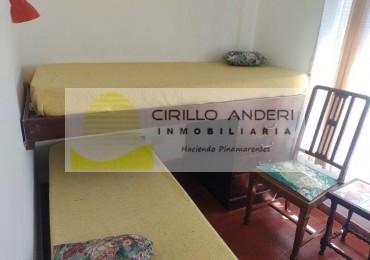 CIRILLO ANDERI
INMOBILIARIA
Haciendo Pinamarenses